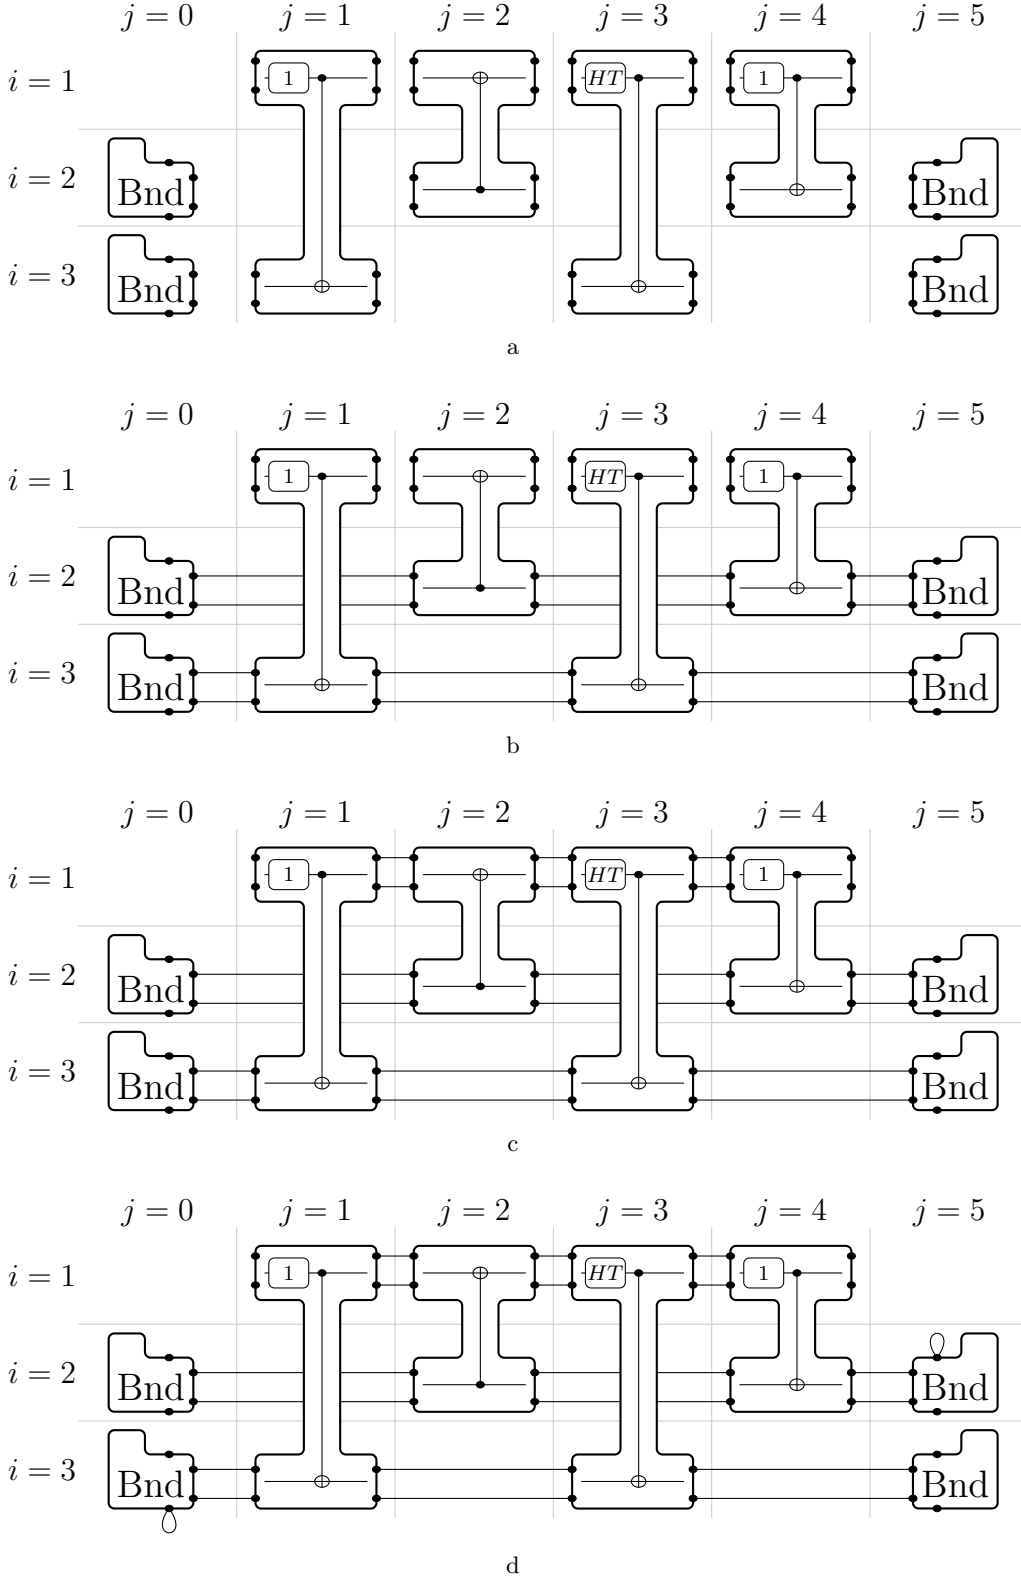 j = 0 j = 1 j = 2 j = 3 j = 4 j = 5
i = 1 1 HT 1
i = 2 Bnd Bnd
i = 3 Bnd Bnd
a
j = 0 j = 1 j = 2 j = 3 j = 4 j = 5
i = 1 1 HT 1
i = 2 Bnd Bnd
i = 3 Bnd Bnd
b
j = 0 j = 1 j = 2 j = 3 j = 4 j = 5
i = 1 1 HT 1
i = 2 Bnd Bnd
i = 3 Bnd Bnd
c
j = 0 j = 1 j = 2 j = 3 j = 4 j = 5
i = 1 1 HT 1
i = 2 Bnd Bnd
i = 3 Bnd Bnd
d